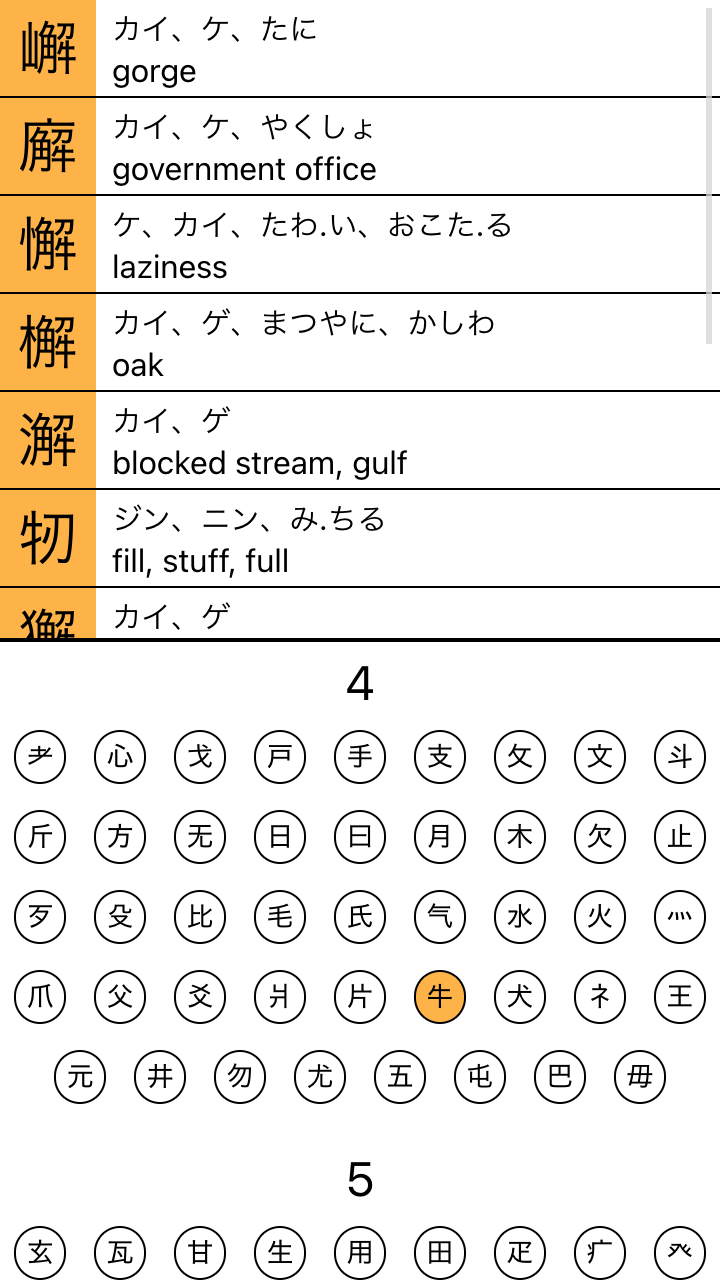 嶰 カイ、ケ、たに
gorge
廨 カイ、ケ、やくしょ
government office
懈 ケ、カイ、たわ.い、おこた.る
laziness
檞 カイ、ゲ、まつやに、かしわ
oak
澥 カイ、ゲ
blocked stream, gulf
牣 ジン、ニン、み.ちる
fill, stuff, full
獬 カイ、ゲ
4
耂 心 戈 戸 手 支 攵 文 斗
斤 方 无 日 曰 月 木 欠 止
歹 殳 比 毛 氏 气 水 火 灬
爪 父 爻 爿 片 牛 犬 ネ 王
元 井 勿 尤 五 屯 巴 毋
5
玄 瓦 甘 生 用 田 疋 疒 癶